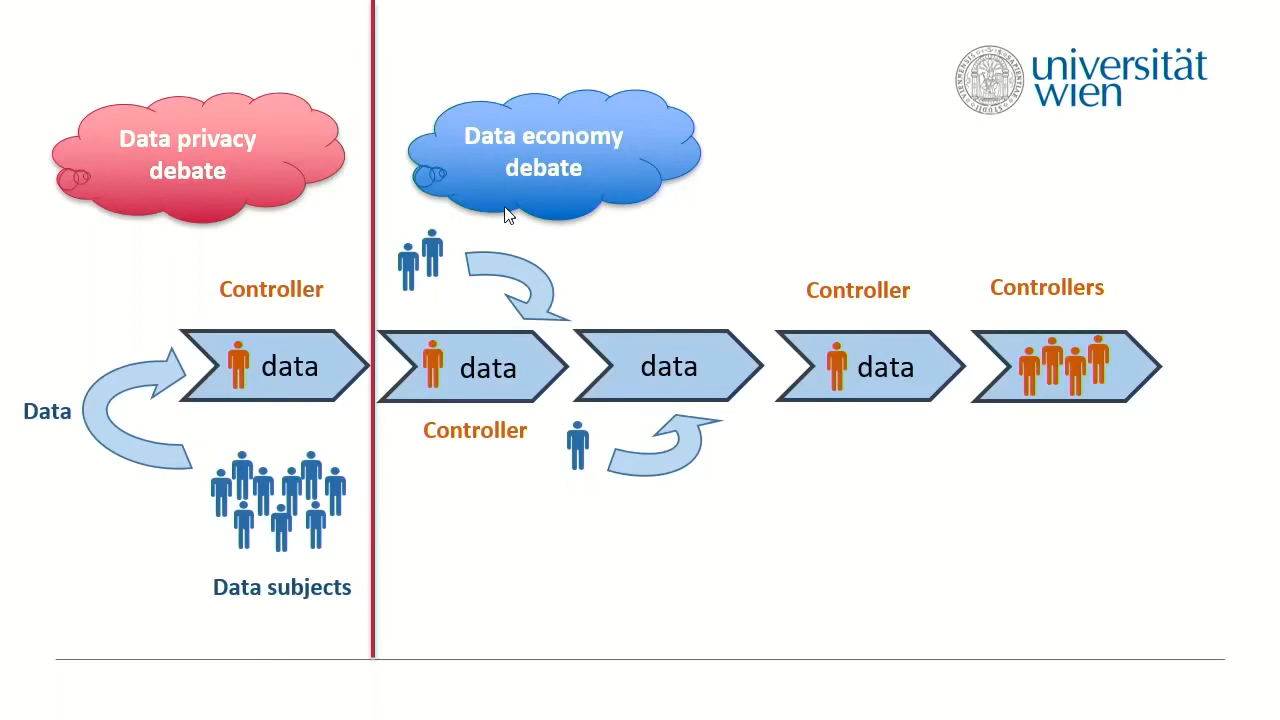 universität
wien
Data privacy
debate
Data economy
debate
Controller
Controller
Controllers
data
data
data
data
Data
Controller
Data subjects